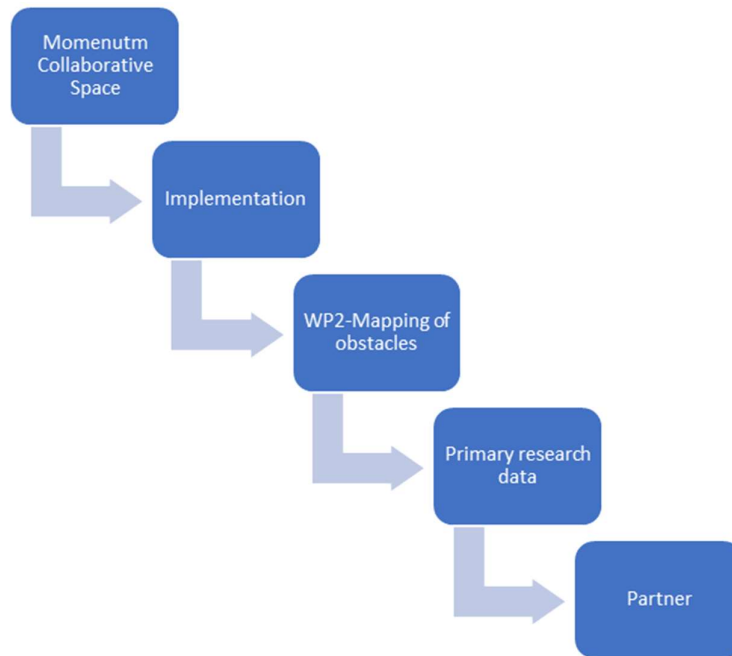 Momenutm
Collaborative
Space
Implementation
WP2-Mapping of
obstacles
Primary research
data
Partner